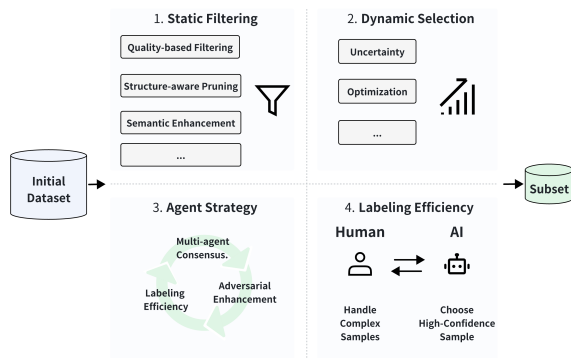 1. Static Filtering
Quality-based Filtering
Structure-aware Pruning
Semantic Enhancement
...
2. Dynamic Selection
Uncertainty
Optimization
...
Initial
Dataset
Subset
3. Agent Strategy
Multi-agent
Consensus.
Labeling
Efficiency
Adversarial
Enhancement
4. Labeling Efficiency
Human
AI
Handle
Complex
Samples
Choose
High-Confidence
Sample